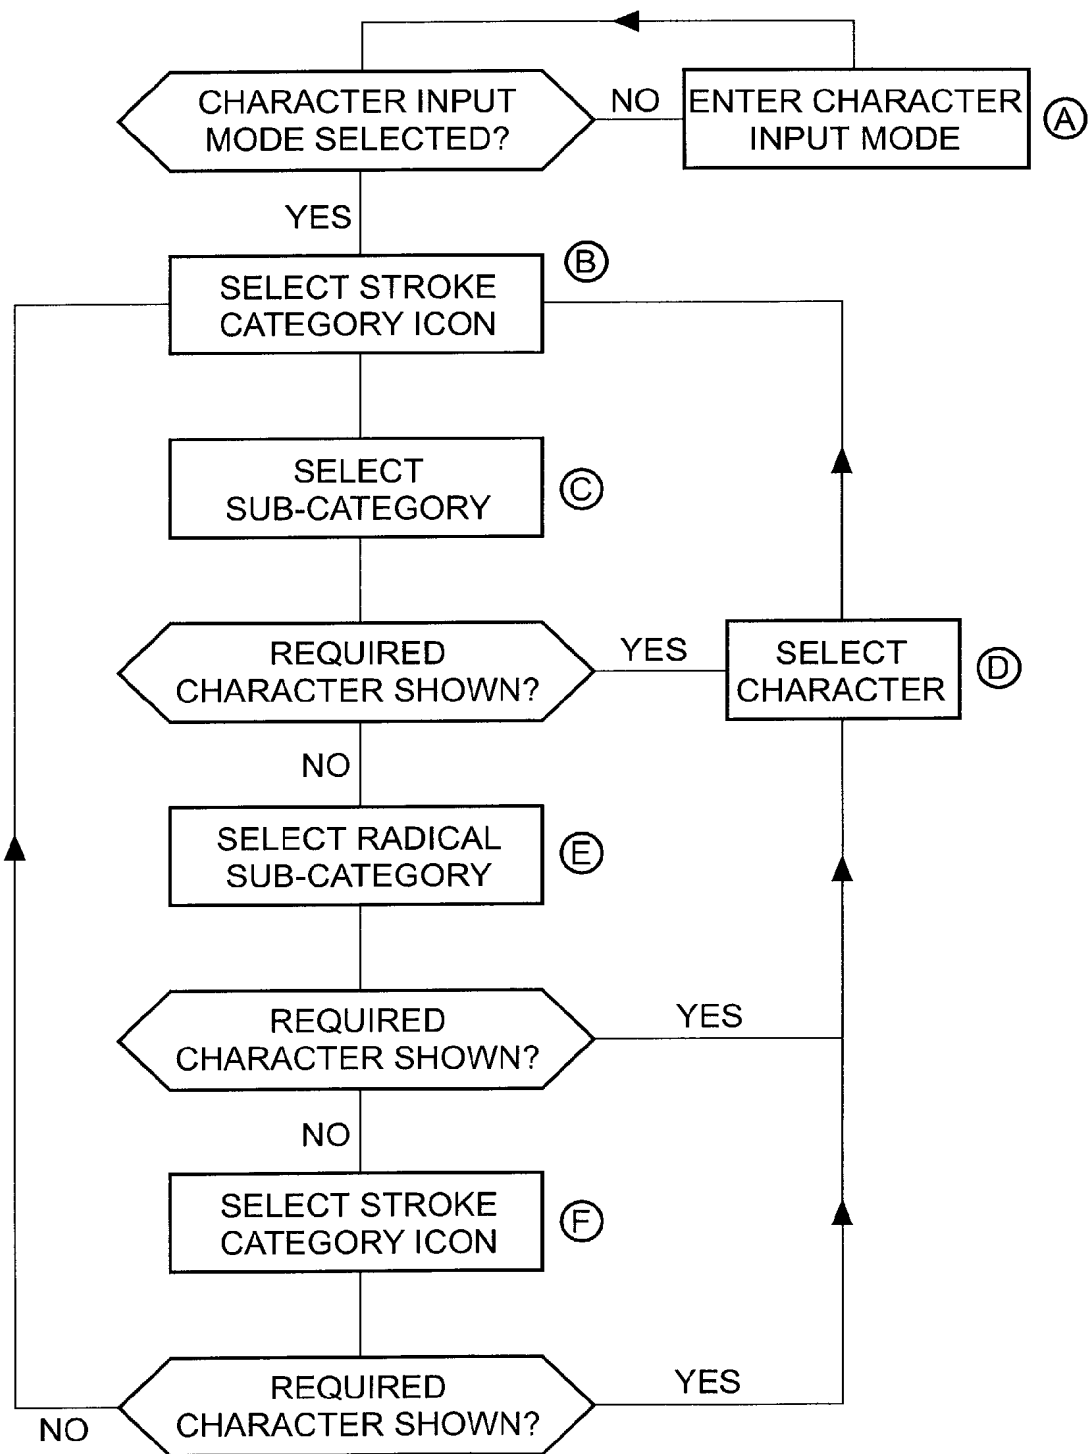 CHARACTER INPUT
MODE SELECTED?
NO
ENTER CHARACTER
INPUT MODE
A
YES
B
SELECT STROKE
CATEGORY ICON
SELECT
SUB-CATEGORY
C
REQUIRED
CHARACTER SHOWN?
YES
SELECT
CHARACTER
D
NO
SELECT RADICAL
SUB-CATEGORY
E
REQUIRED
CHARACTER SHOWN?
YES
NO
SELECT STROKE
CATEGORY ICON
F
REQUIRED
CHARACTER SHOWN?
YES
NO